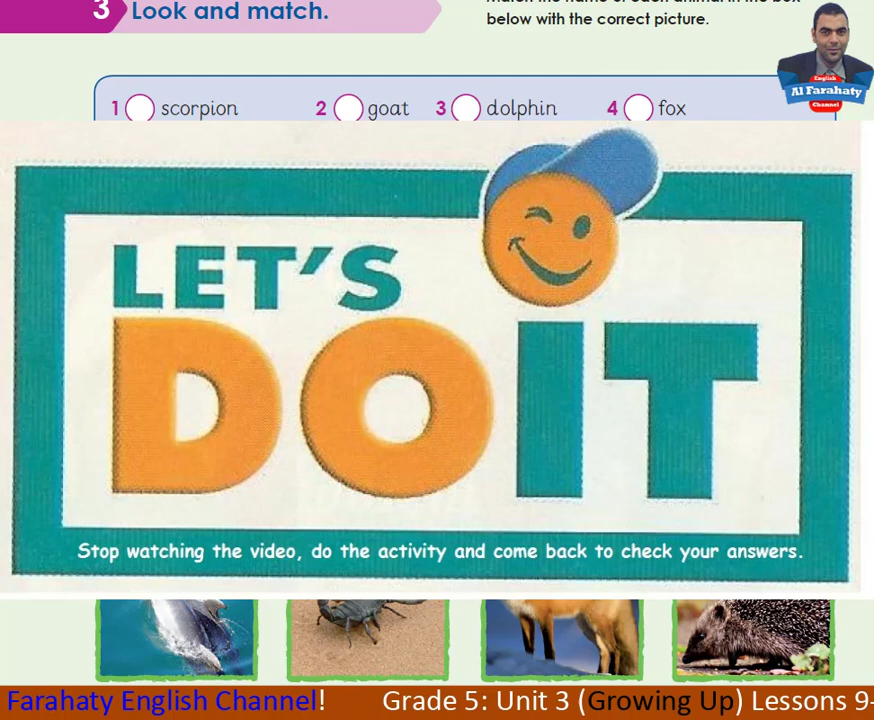 3 Look and match.
below with the correct picture.
English
Al Farahaty
Channel
1 scorpion 2 goat 3 dolphin 4 fox
LET'S
DO IT
Stop watching the video, do the activity and come back to check your answers.
Farahaty English Channel! Grade 5: Unit 3 (Growing Up) Lessons 9-